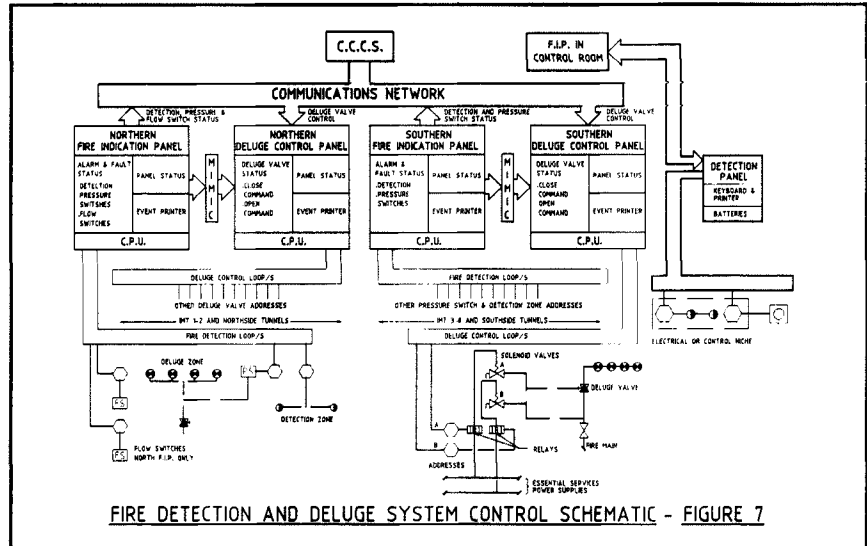 C.C.C.S.
F.I.P. IN
CONTROL ROOM
COMMUNICATIONS NETWORK
DETECTION, PRESSURE &
FLOW SWITCH STATUS
DELUGE VALVE
CONTROL
DETECTION AND PRESSURE
SWITCH STATUS
DELUGE VALVE
CONTROL
NORTHERN
FIRE INDICATION PANEL
ALARM & FAULT
STATUS
DETECTION
PRESSURE
SWITCHES
.FLOW
SWITCHES
PANEL STATUS
EVENT PRINTER
C.P.U.
MIMIC
NORTHERN
DELUGE CONTROL PANEL
DELUGE VALVE
STATUS
.CLOSE
COMMAND
.OPEN
COMMAND
PANEL STATUS
EVENT PRINTER
C.P.U.
SOUTHERN
FIRE INDICATION PANEL
ALARM &
FAULT STATUS
.DETECTION
.PRESSURE
SWITCHES
PANEL STATUS
EVENT PRINTER
C.P.U.
MIMIC
SOUTHERN
DELUGE CONTROL PANEL
DELUGE VALVE
STATUS
.CLOSE
COMMAND
OPEN
COMMAND
PANEL STATUS
EVENT PRINTER
C.P.U.
DETECTION
PANEL
KEYBOARD &
PRINTER
BATTERIES
DELUGE CONTROL LOOP/S
OTHER DELUGE VALVE ADDRESSES
IMT 1-2 AND NORTHSIDE TUNNELS
FIRE DETECTION LOOP/S
FIRE DETECTION LOOP/S
OTHER PRESSURE SWITCH & DETECTION ZONE ADDRESSES
IMT 3-8 AND SOUTHSIDE TUNNELS
DELUGE CONTROL LOOP/S
ELECTRICAL OR CONTROL NICHE
DELUGE ZONE
P.S.
F.S.
F.S.
DETECTION ZONE
FLOW SWITCHES
NORTH F.I.P. ONLY
SOLENOID VALVES
A
B
DELUGE VALVE
FIRE MAIN
A
B
ADDRESSES
RELAYS
ESSENTIAL SERVICES
POWER SUPPLIES
FIRE DETECTION AND DELUGE SYSTEM CONTROL SCHEMATIC - FIGURE 7